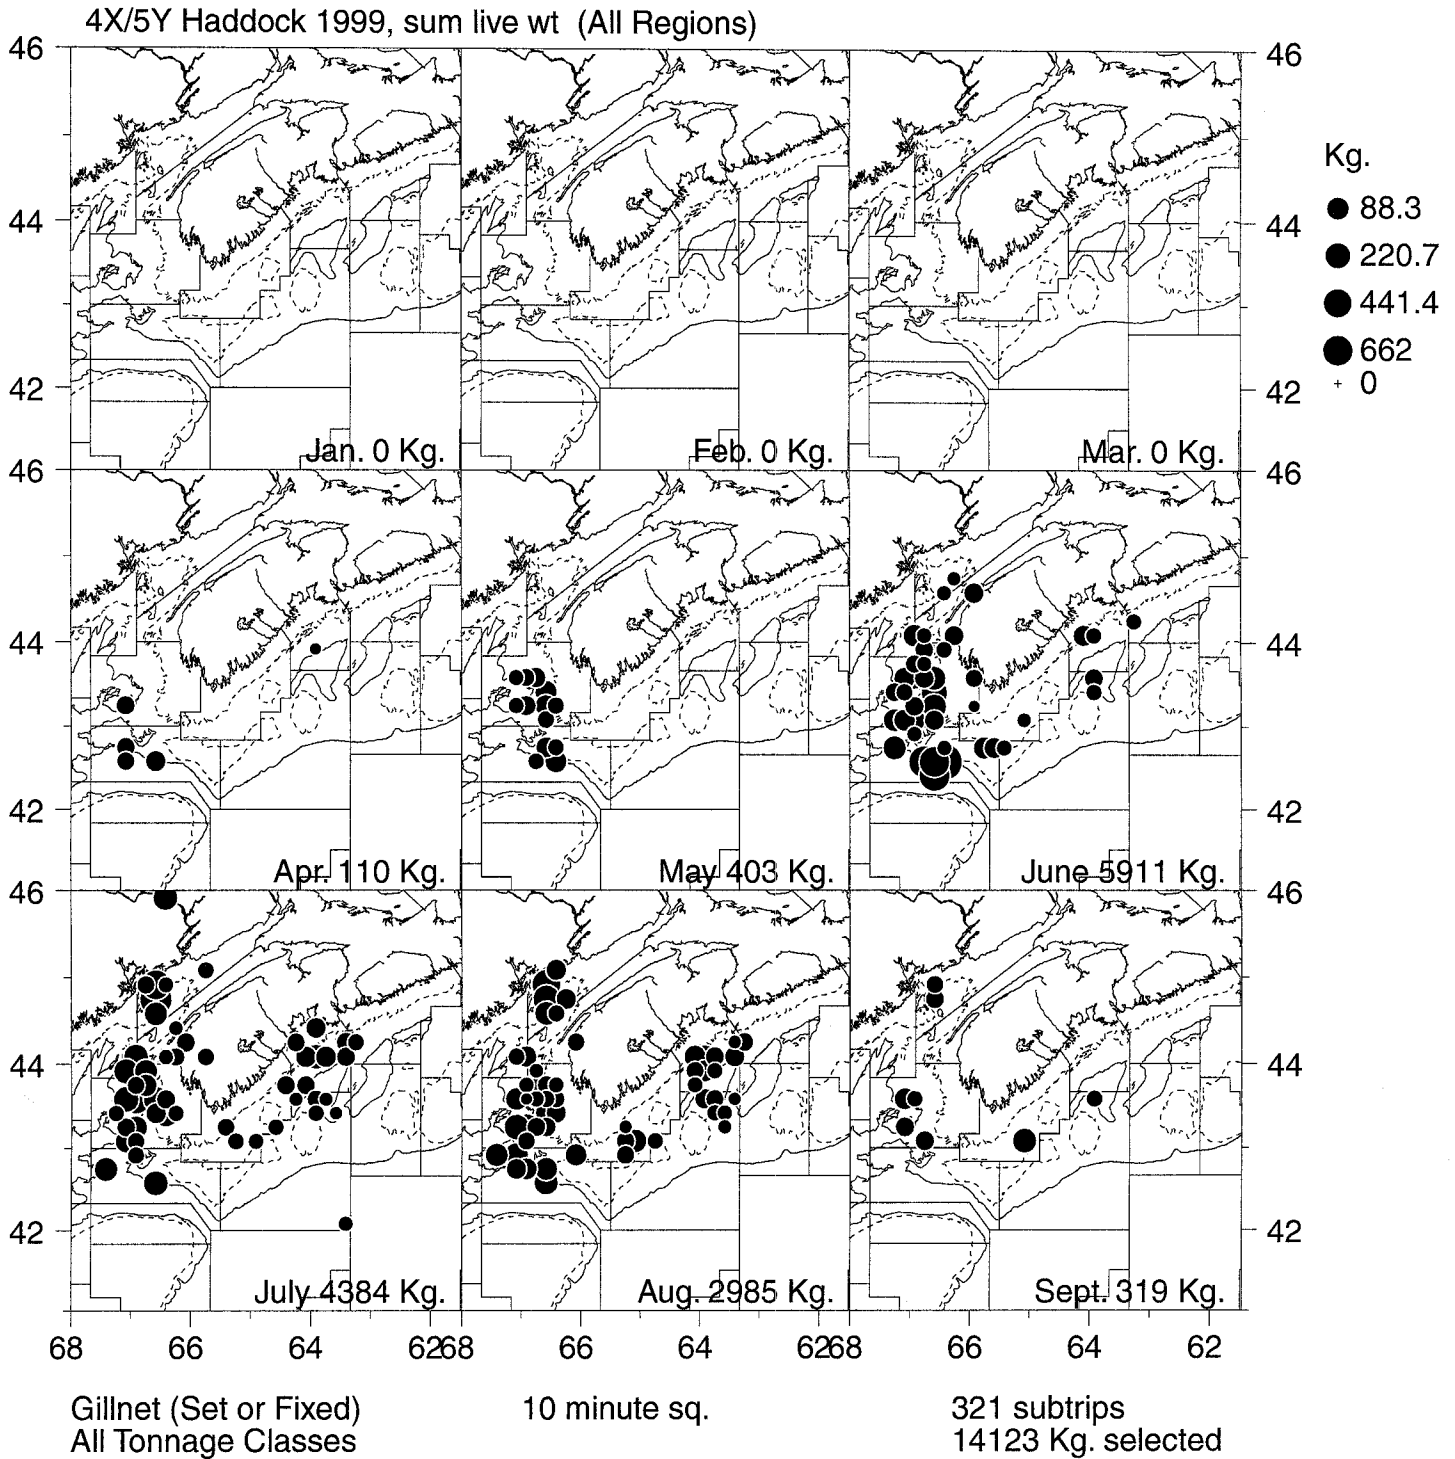 4X/5Y Haddock 1999, sum live wt (All Regions)
46 46
Kg.
88.3
220.7
441.4
662
+ 0
44 44
42 42
Jan. 0 Kg. Feb. 0 Kg. Mar. 0 Kg.
46 46
44 44
42 42
Apr. 110 Kg. May 403 Kg. June 5911 Kg.
46 46
44 44
42 42
July 4384 Kg. Aug. 2985 Kg. Sept. 319 Kg.
68 66 64 62 68 66 64 62 68 66 64 62
Gillnet (Set or Fixed) 10 minute sq. 321 subtrips
All Tonnage Classes 14123 Kg. selected